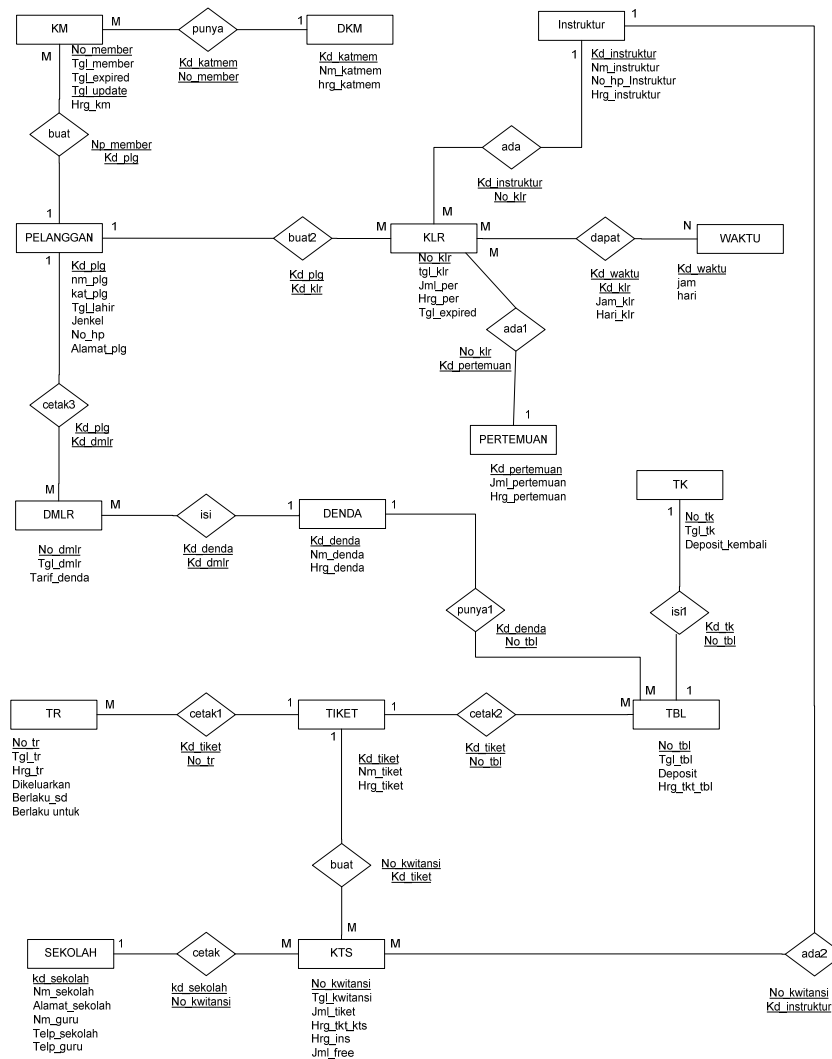 KM
M
punya
1
DKM
Instruktur
1
M
No_member
Tgl_member
Tgl_expired
Tgl_update
Hrg_km
Kd_katmem
No_member
Kd_katmem
Nm_katmem
hrg_katmem
1
Kd_instruktur
Nm_instruktur
No_hp_Instruktur
Hrg_instruktur
buat
Np_member
Kd_plg
ada
Kd_instruktur
No_klr
1
M
PELANGGAN
1
buat2
M
KLR
M
dapat
N
WAKTU
1
Kd_plg
nm_plg
kat_plg
Tgl_lahir
Jenkel
No_hp
Alamat_plg
Kd_plg
Kd_klr
No_klr
tgl_klr
Jml_per
Hrg_per
Tgl_expired
M
Kd_waktu
Kd_klr
Jam_klr
Hari_klr
Kd_waktu
jam
hari
ada1
No_klr
Kd_pertemuan
cetak3
Kd_plg
Kd_dmlr
1
PERTEMUAN
Kd_pertemuan
Jml_pertemuan
Hrg_pertemuan
TK
1
No_tk
Tgl_tk
Deposit_kembali
M
DMLR
M
isi
1
DENDA
1
No_dmlr
Tgl_dmlr
Tarif_denda
Kd_denda
Kd_dmlr
Kd_denda
Nm_denda
Hrg_denda
punya1
Kd_denda
No_tbl
isi1
Kd_tk
No_tbl
M
1
TR
M
cetak1
1
TIKET
1
cetak2
M
TBL
No_tr
Tgl_tr
Hrg_tr
Dikeluarkan
Berlaku_sd
Berlaku untuk
Kd_tiket
No_tr
1
Kd_tiket
Nm_tiket
Hrg_tiket
Kd_tiket
No_tbl
No_tbl
Tgl_tbl
Deposit
Hrg_tkt_tbl
buat
No_kwitansi
Kd_tiket
M
SEKOLAH
1
cetak
M
KTS
M
ada2
kd_sekolah
Nm_sekolah
Alamat_sekolah
Nm_guru
Telp_sekolah
Telp_guru
kd_sekolah
No_kwitansi
No_kwitansi
Tgl_kwitansi
Jml_tiket
Hrg_tkt_kts
Hrg_ins
Jml_free
No_kwitansi
Kd_instruktur